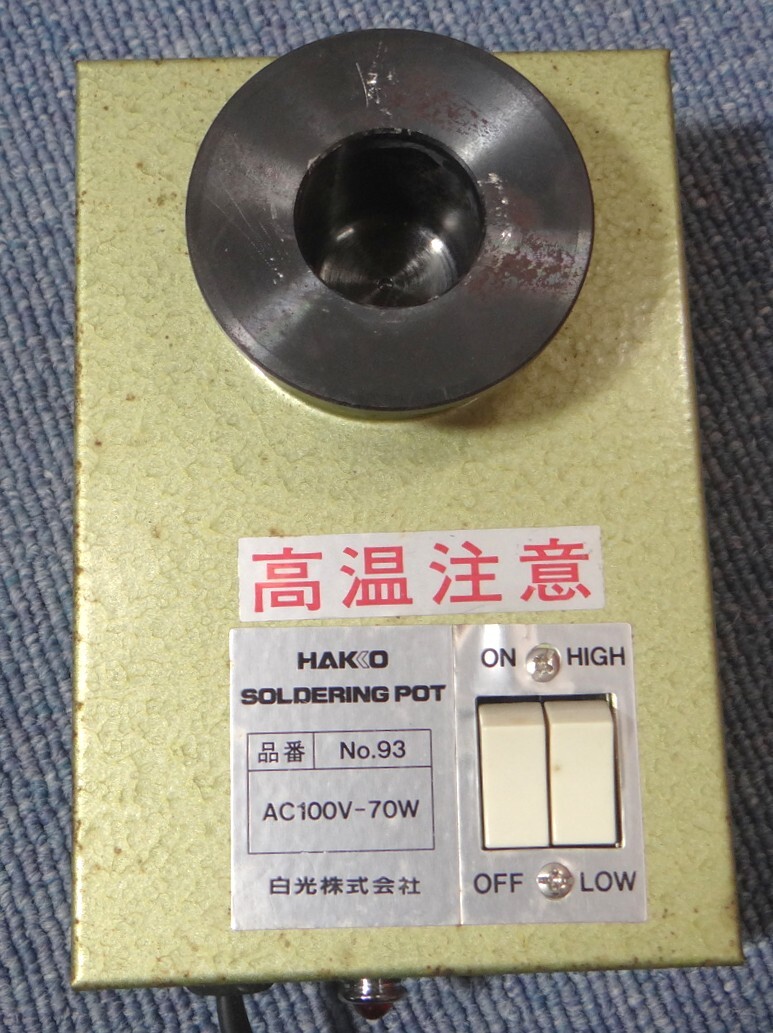 高温注意
HAKKO
SOLDERING POT
品番 No.93
AC100V-70W
白光株式会社
ON HIGH
OFF LOW